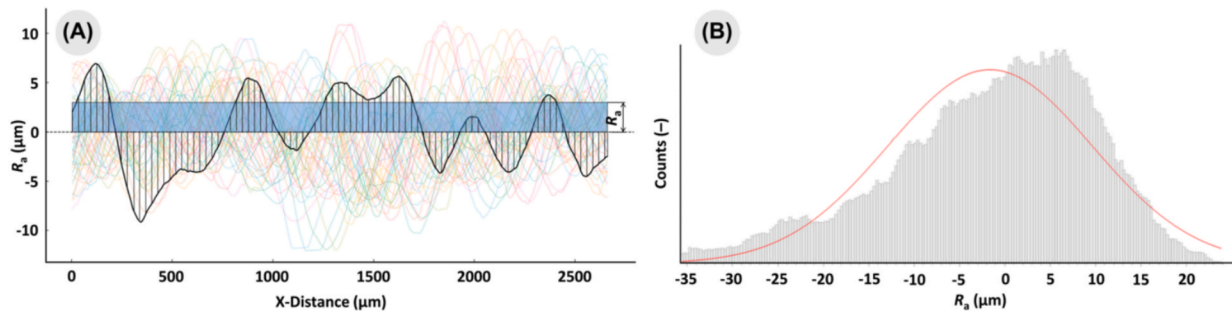 (A)
10
5
0
-5
-10
Ra (µm)
Ra
0 500 1000 1500 2000 2500
X-Distance (µm)
(B)
Counts (–)
-35 -30 -25 -20 -15 -10 -5 0 5 10 15 20
Ra (µm)